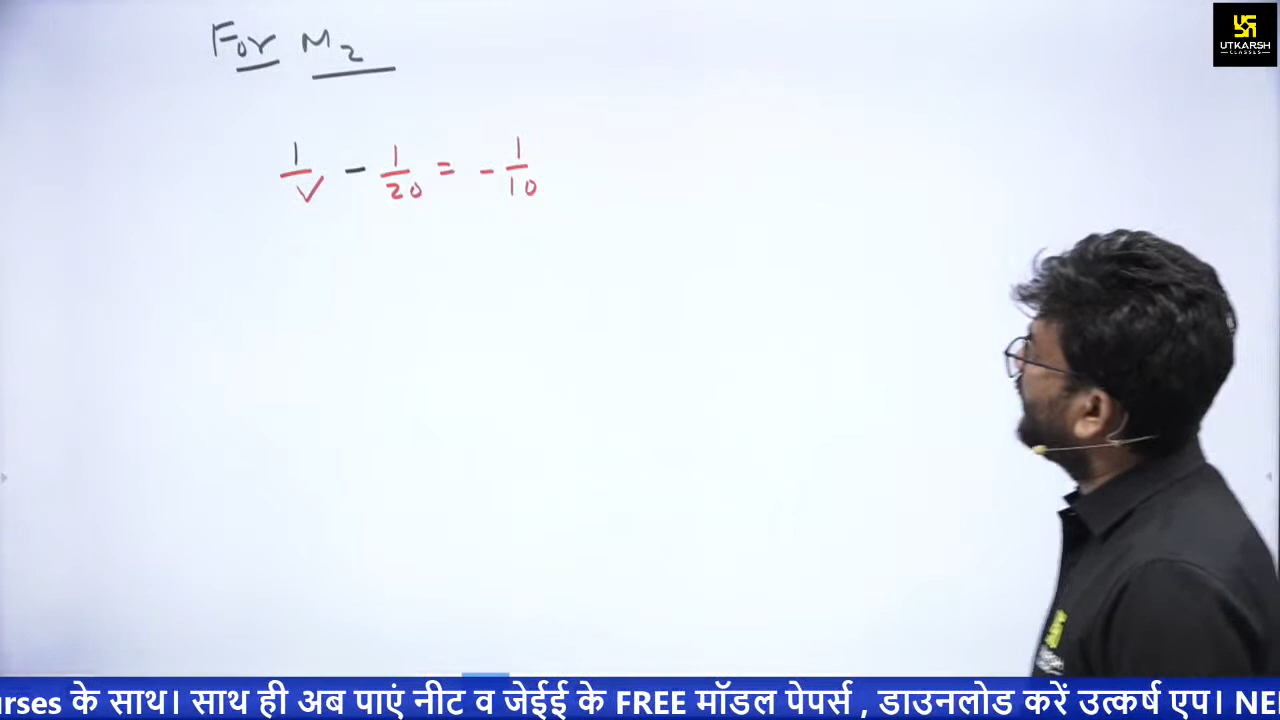 UTKARSH
CLASSES
For M₂
1/V - 1/20 = - 1/10
urses के साथ। साथ ही अब पाएं नीट व जेईई के FREE मॉडल पेपर्स , डाउनलोड करें उत्कर्ष एप। NE